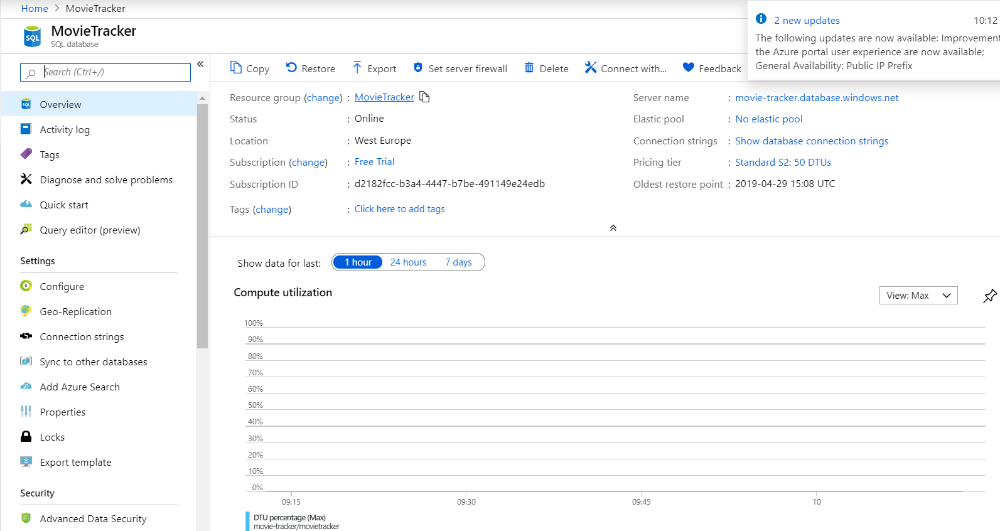 Home > MovieTracker
MovieTracker
SQL database
2 new updates 10:12
The following updates are now available: Improvement
the Azure portal user experience are now available;
General Availability: Public IP Prefix
Search (Ctrl+/)
«
Overview
Activity log
Tags
Diagnose and solve problems
Quick start
Query editor (preview)
Settings
Configure
Geo-Replication
Connection strings
Sync to other databases
Add Azure Search
Properties
Locks
Export template
Security
Advanced Data Security
Copy Restore Export Set server firewall Delete Connect with... Feedback
Resource group (change) : MovieTracker
Status : Online
Location : West Europe
Subscription (change) : Free Trial
Subscription ID : d2182fcc-b3a4-4447-b7be-491149e24edb
Tags (change) : Click here to add tags
Server name : movie-tracker.database.windows.net
Elastic pool : No elastic pool
Connection strings : Show database connection strings
Pricing tier : Standard S2: 50 DTUs
Oldest restore point : 2019-04-29 15:08 UTC
Show data for last: 1 hour 24 hours 7 days
Compute utilization
View: Max
100%
90%
80%
70%
60%
50%
40%
30%
20%
10%
0%
09:15 09:30 09:45 10
DTU percentage (Max)
movie-tracker/movietracker